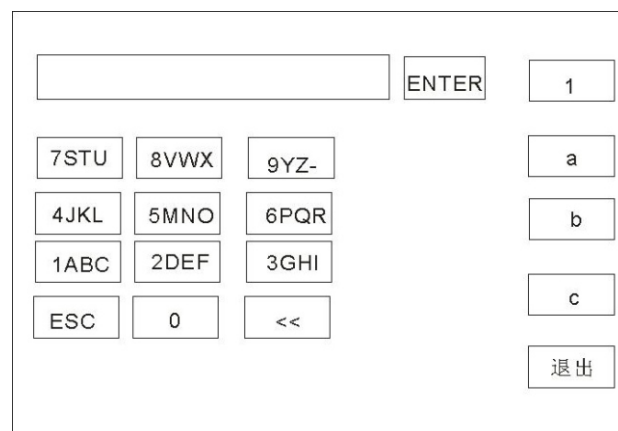 ENTER
1
7STU 8VWX 9YZ-
a
4JKL 5MNO 6PQR
b
1ABC 2DEF 3GHI
c
ESC 0 <<
退出